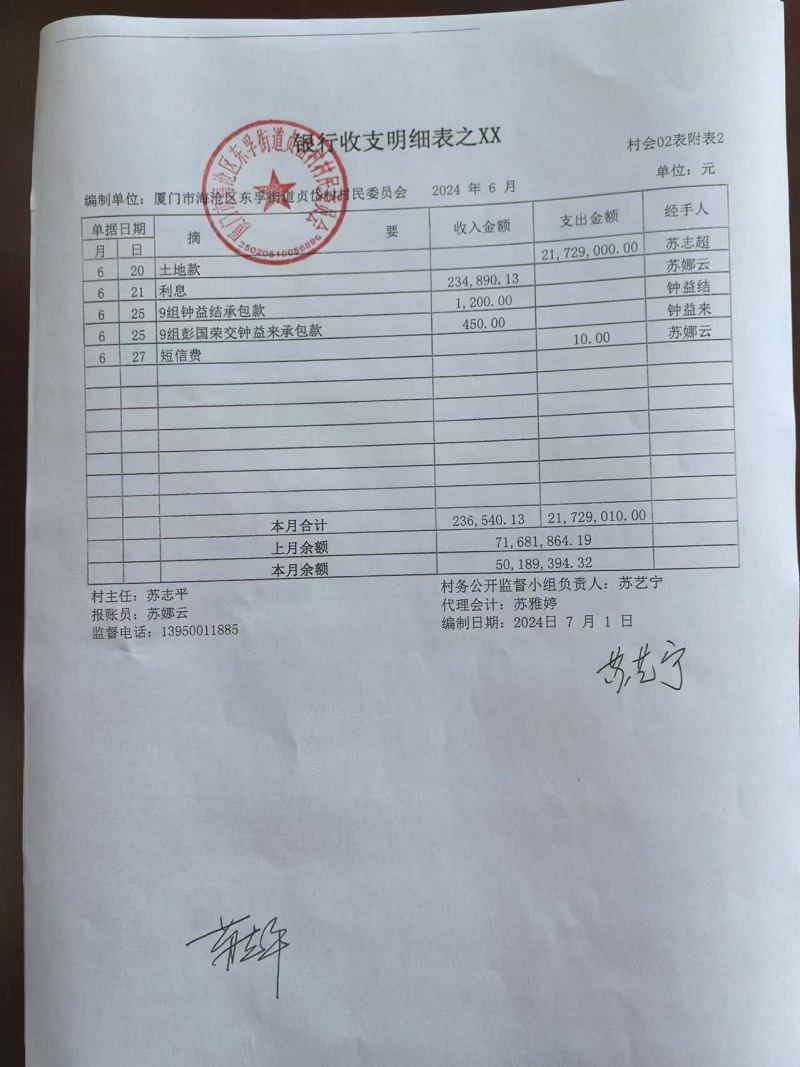 银行收支明细表之XX
村会02表附表2
单位：元
编制单位：厦门市海沧区东孚街道贞岱村村民委员会 2024 年 6 月
单据日期 摘 要 收入金额 支出金额 经手人
月 日
6 20 土地款 21,729,000.00 苏志超
6 21 利息 234,890.13 苏娜云
6 25 9组钟益结承包款 1,200.00 钟益结
6 25 9组彭国荣交钟益来承包款 450.00 钟益来
6 27 短信费 10.00 苏娜云
本月合计 236,540.13 21,729,010.00
上月余额 71,681,864.19
本月余额 50,189,394.32
村主任：苏志平 村务公开监督小组负责人：苏艺宁
报账员：苏娜云 代理会计：苏雅婷
监督电话：13950011885 编制日期：2024日 7 月 1 日
苏艺宁